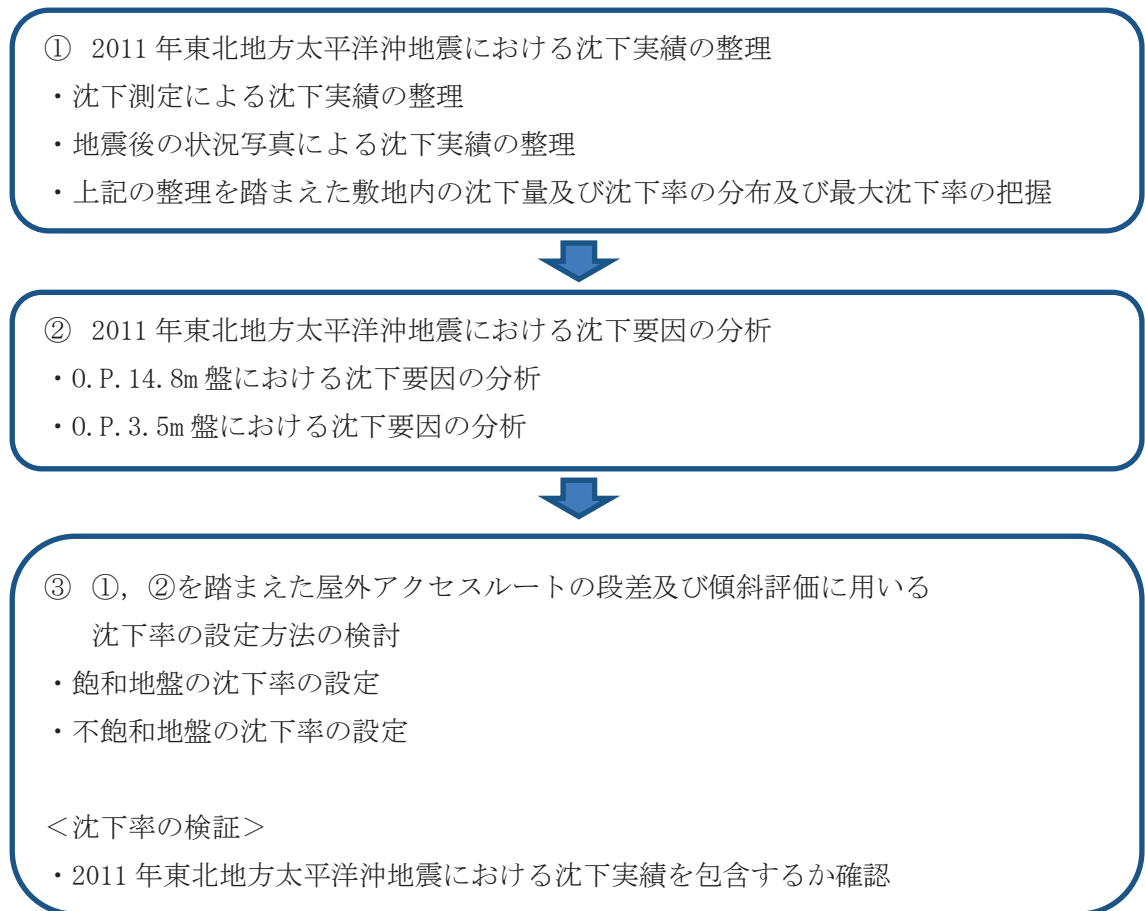 ① 2011年東北地方太平洋沖地震における沈下実績の整理
・沈下測定による沈下実績の整理
・地震後の状況写真による沈下実績の整理
・上記の整理を踏まえた敷地内の沈下量及び沈下率の分布及び最大沈下率の把握
② 2011年東北地方太平洋沖地震における沈下要因の分析
・O.P.14.8m盤における沈下要因の分析
・O.P.3.5m盤における沈下要因の分析
③ ①，②を踏まえた屋外アクセスルートの段差及び傾斜評価に用いる
沈下率の設定方法の検討
・飽和地盤の沈下率の設定
・不飽和地盤の沈下率の設定
＜沈下率の検証＞
・2011年東北地方太平洋沖地震における沈下実績を包含するか確認